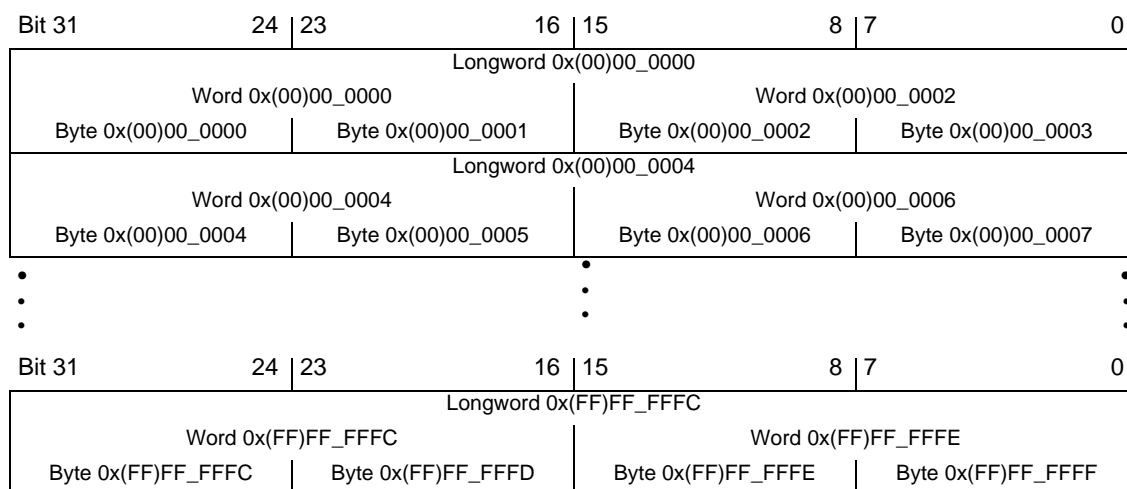 Bit 31 24 23 16 15 8 7 0
Longword 0x(00)00_0000
Word 0x(00)00_0000 Word 0x(00)00_0002
Byte 0x(00)00_0000 Byte 0x(00)00_0001 Byte 0x(00)00_0002 Byte 0x(00)00_0003
Longword 0x(00)00_0004
Word 0x(00)00_0004 Word 0x(00)00_0006
Byte 0x(00)00_0004 Byte 0x(00)00_0005 Byte 0x(00)00_0006 Byte 0x(00)00_0007
Bit 31 24 23 16 15 8 7 0
Longword 0x(FF)FF_FFFC
Word 0x(FF)FF_FFFC Word 0x(FF)FF_FFFE
Byte 0x(FF)FF_FFFC Byte 0x(FF)FF_FFFD Byte 0x(FF)FF_FFFE Byte 0x(FF)FF_FFFF